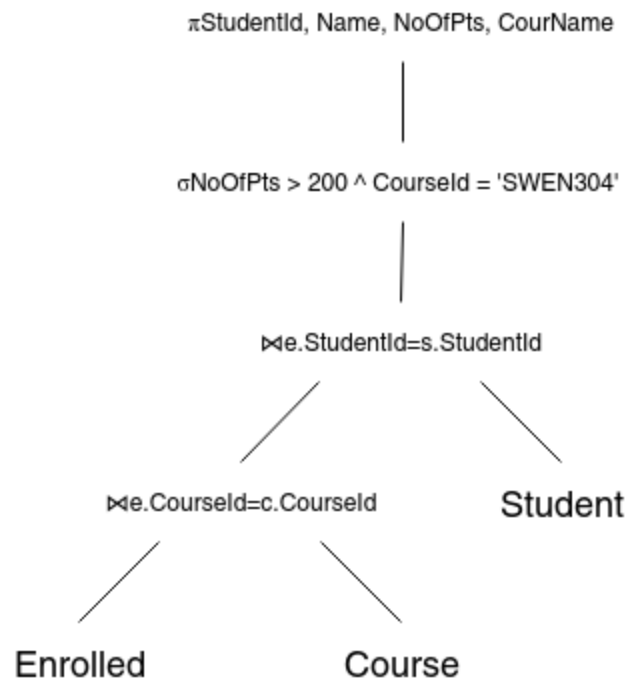 πStudentId, Name, NoOfPts, CourName
σNoOfPts > 200 ^ CourseId = 'SWEN304'
⋈e.StudentId=s.StudentId
⋈e.CourseId=c.CourseId
Student
Enrolled
Course